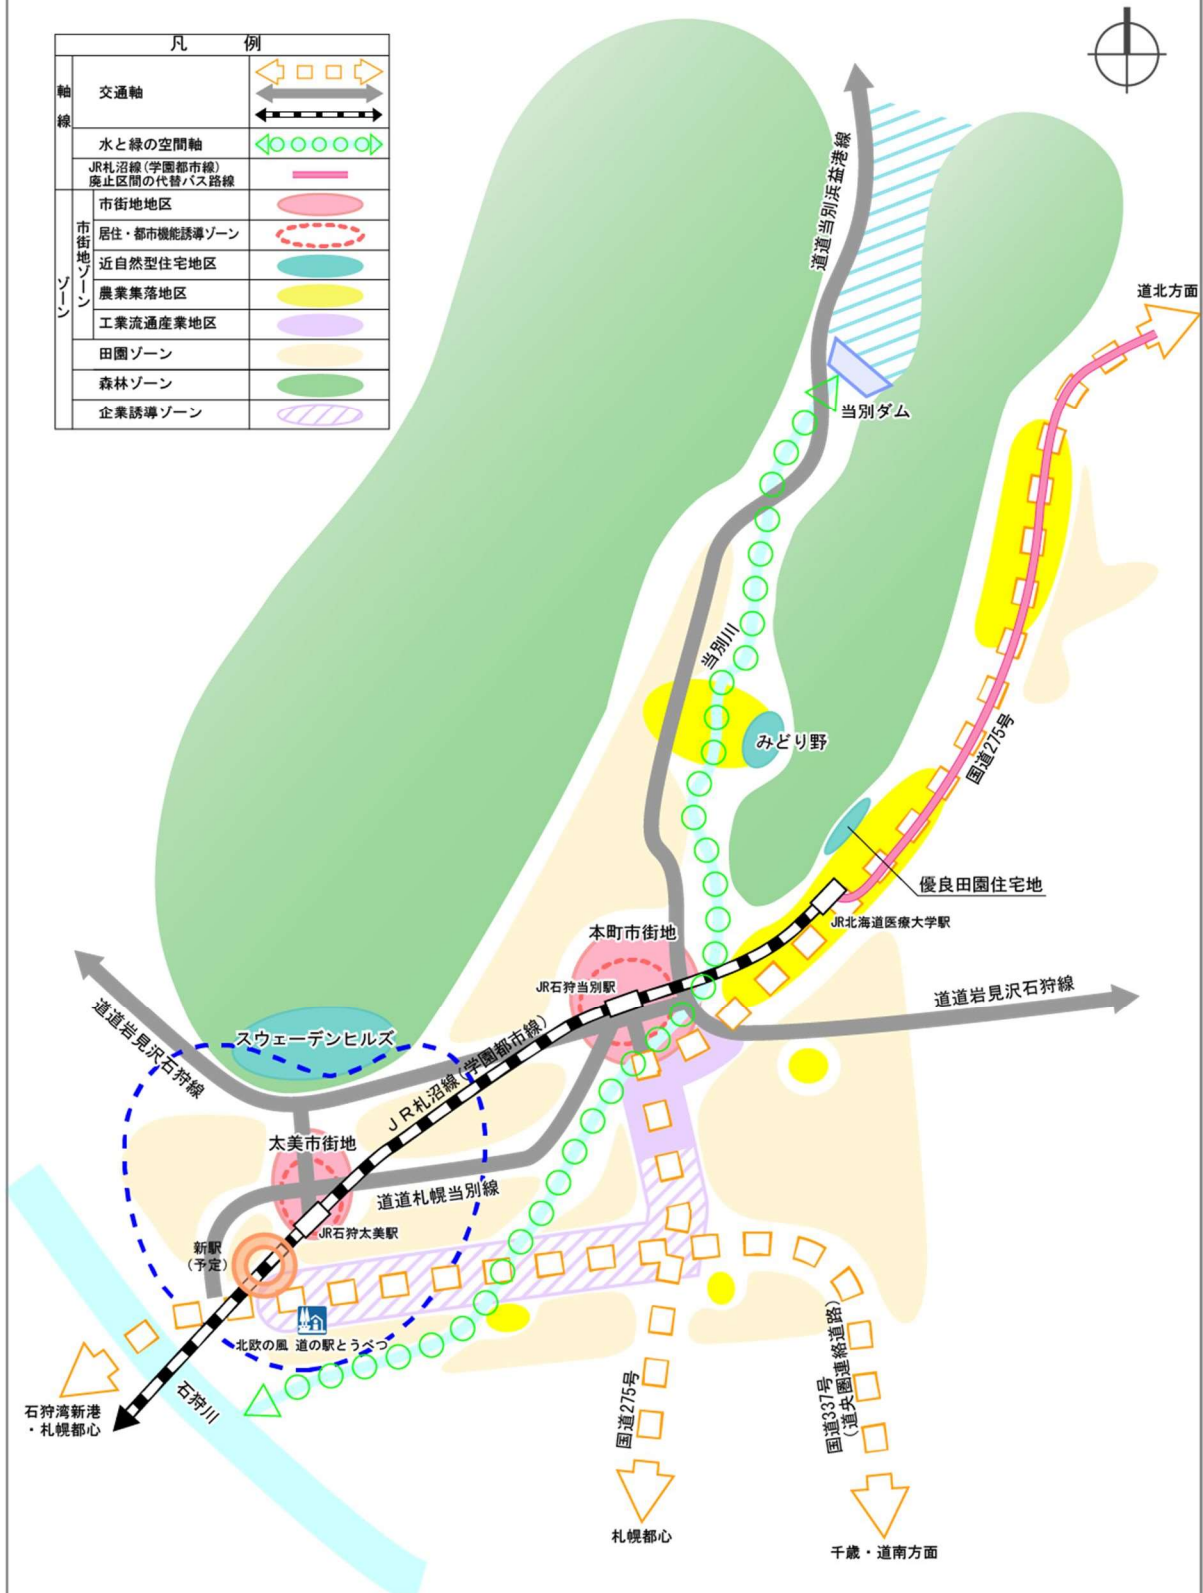 凡　　例
軸線
交通軸
水と緑の空間軸
JR札沼線(学園都市線)
廃止区間の代替バス路線
ゾーン
市街地ゾーン
市街地地区
居住・都市機能誘導ゾーン
近自然型住宅地区
農業集落地区
工業流通産業地区
田園ゾーン
森林ゾーン
企業誘導ゾーン
道道当別浜益港線
道北方面
当別ダム
当別川
みどり野
国道275号
優良田園住宅地
JR北海道医療大学駅
本町市街地
JR石狩当別駅
道道岩見沢石狩線
道道岩見沢石狩線
スウェーデンヒルズ
JR札沼線(学園都市線)
太美市街地
道道札幌当別線
JR石狩太美駅
新駅
(予定)
北欧の風 道の駅とうべつ
石狩川
石狩湾新港
・札幌都心
国道275号
国道337号
(道央圏連絡道路)
札幌都心
千歳・道南方面